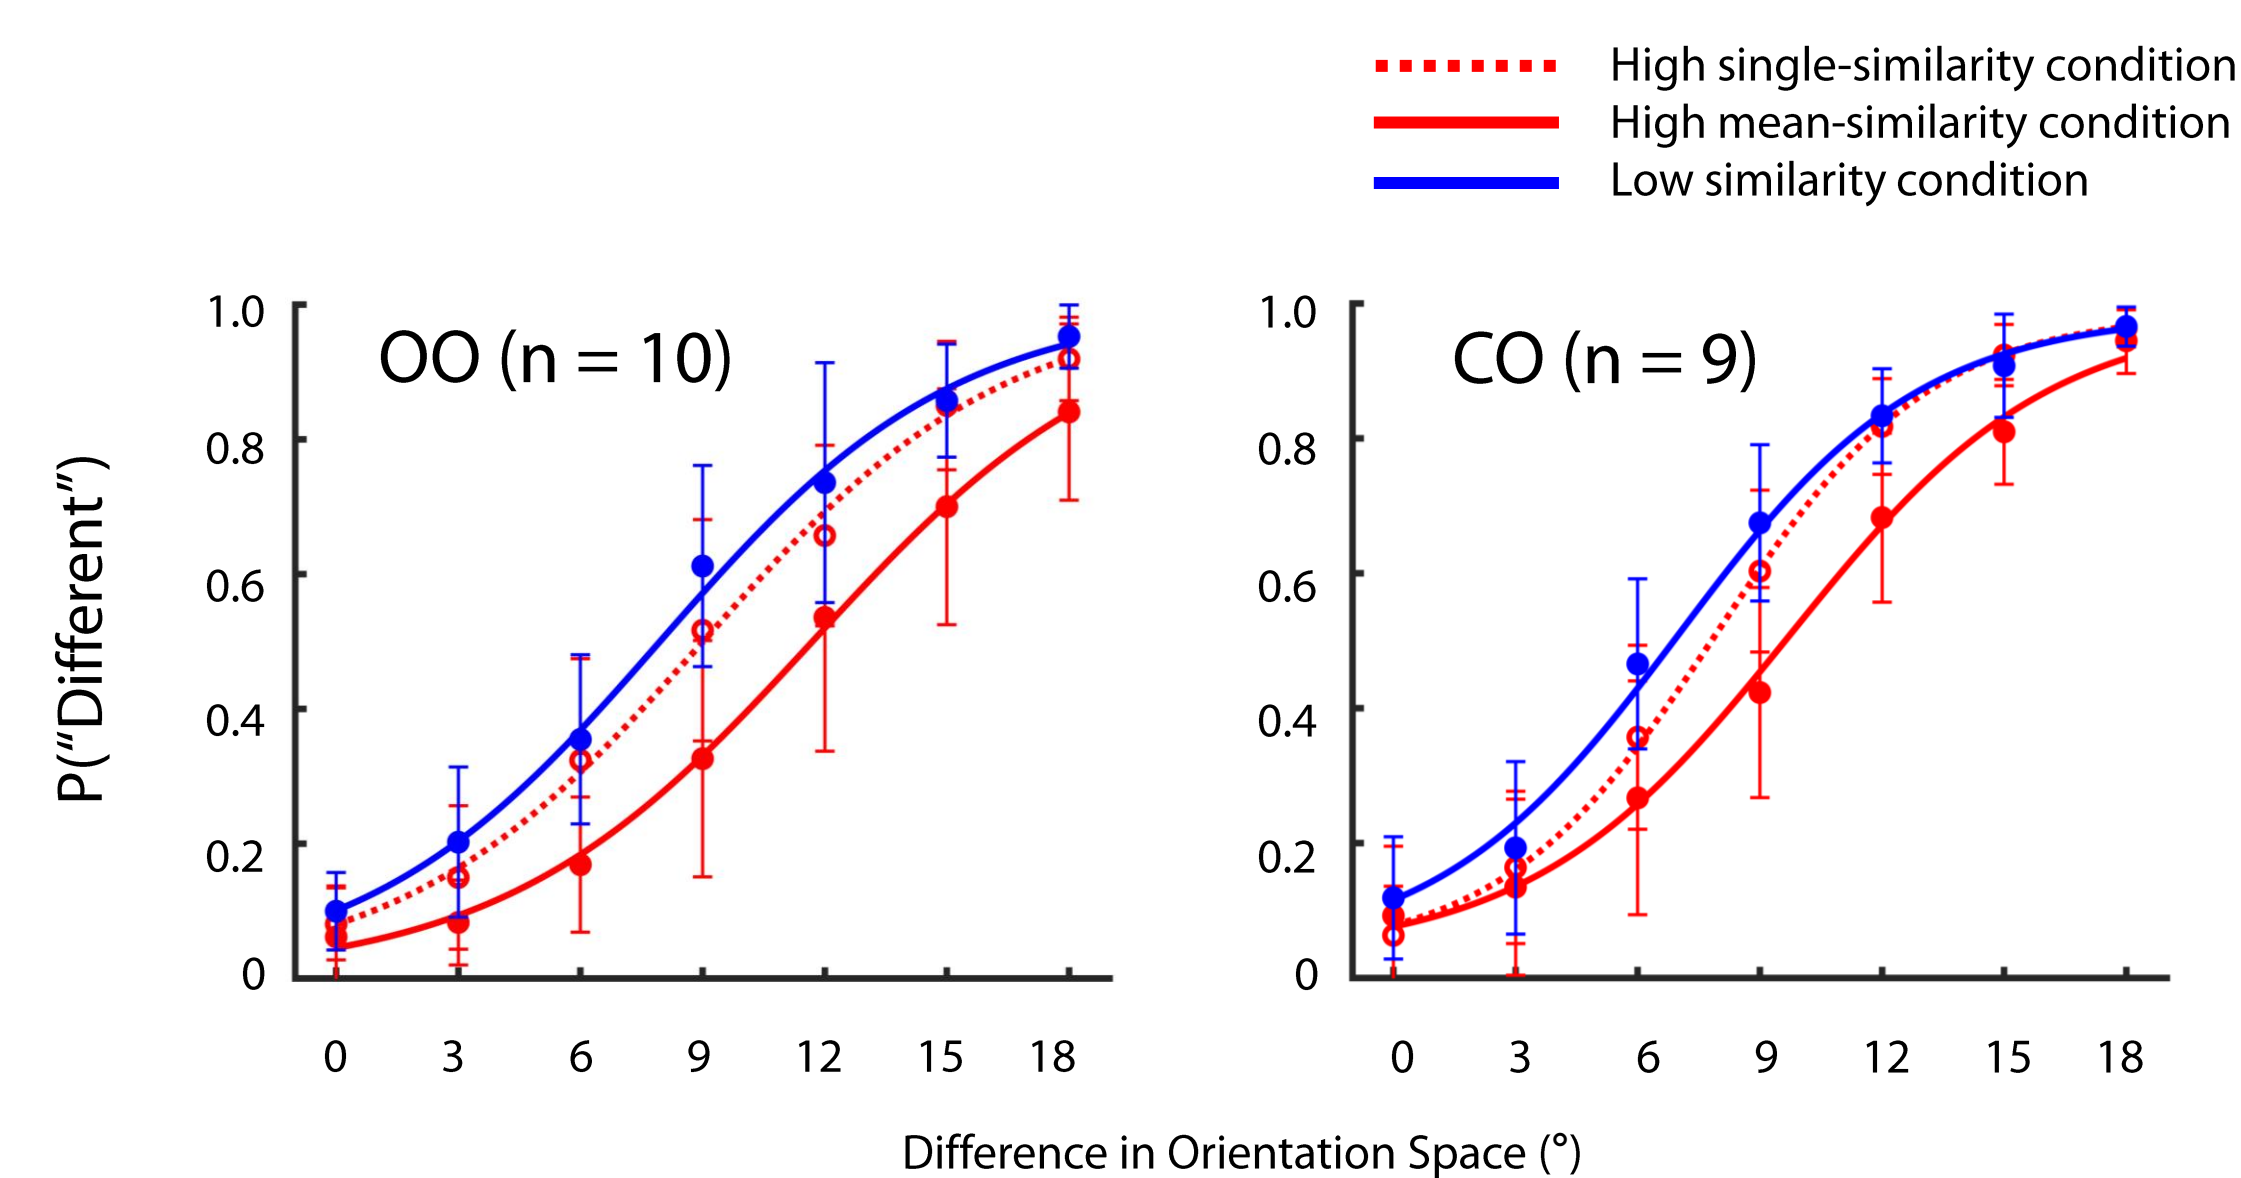 High single-similarity condition
High mean-similarity condition
Low similarity condition
OO (n = 10)
CO (n = 9)
P(“Different”)
1.0
0.8
0.6
0.4
0.2
0
1.0
0.8
0.6
0.4
0.2
0
0 3 6 9 12 15 18
0 3 6 9 12 15 18
Difference in Orientation Space (°)